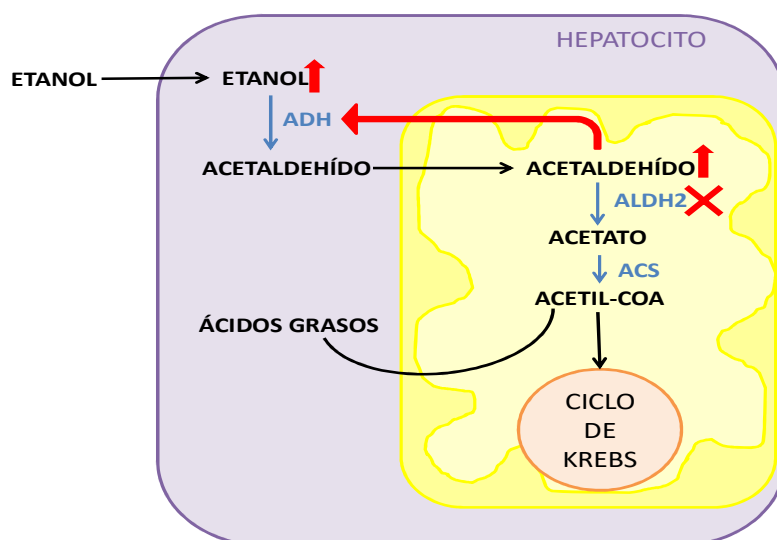 HEPATOCITO
ETANOL
ETANOL
ADH
ACETALDEHÍDO
ACETALDEHÍDO
ALDH2
ACETATO
ACS
ACETIL-COA
ÁCIDOS GRASOS
CICLO
DE
KREBS